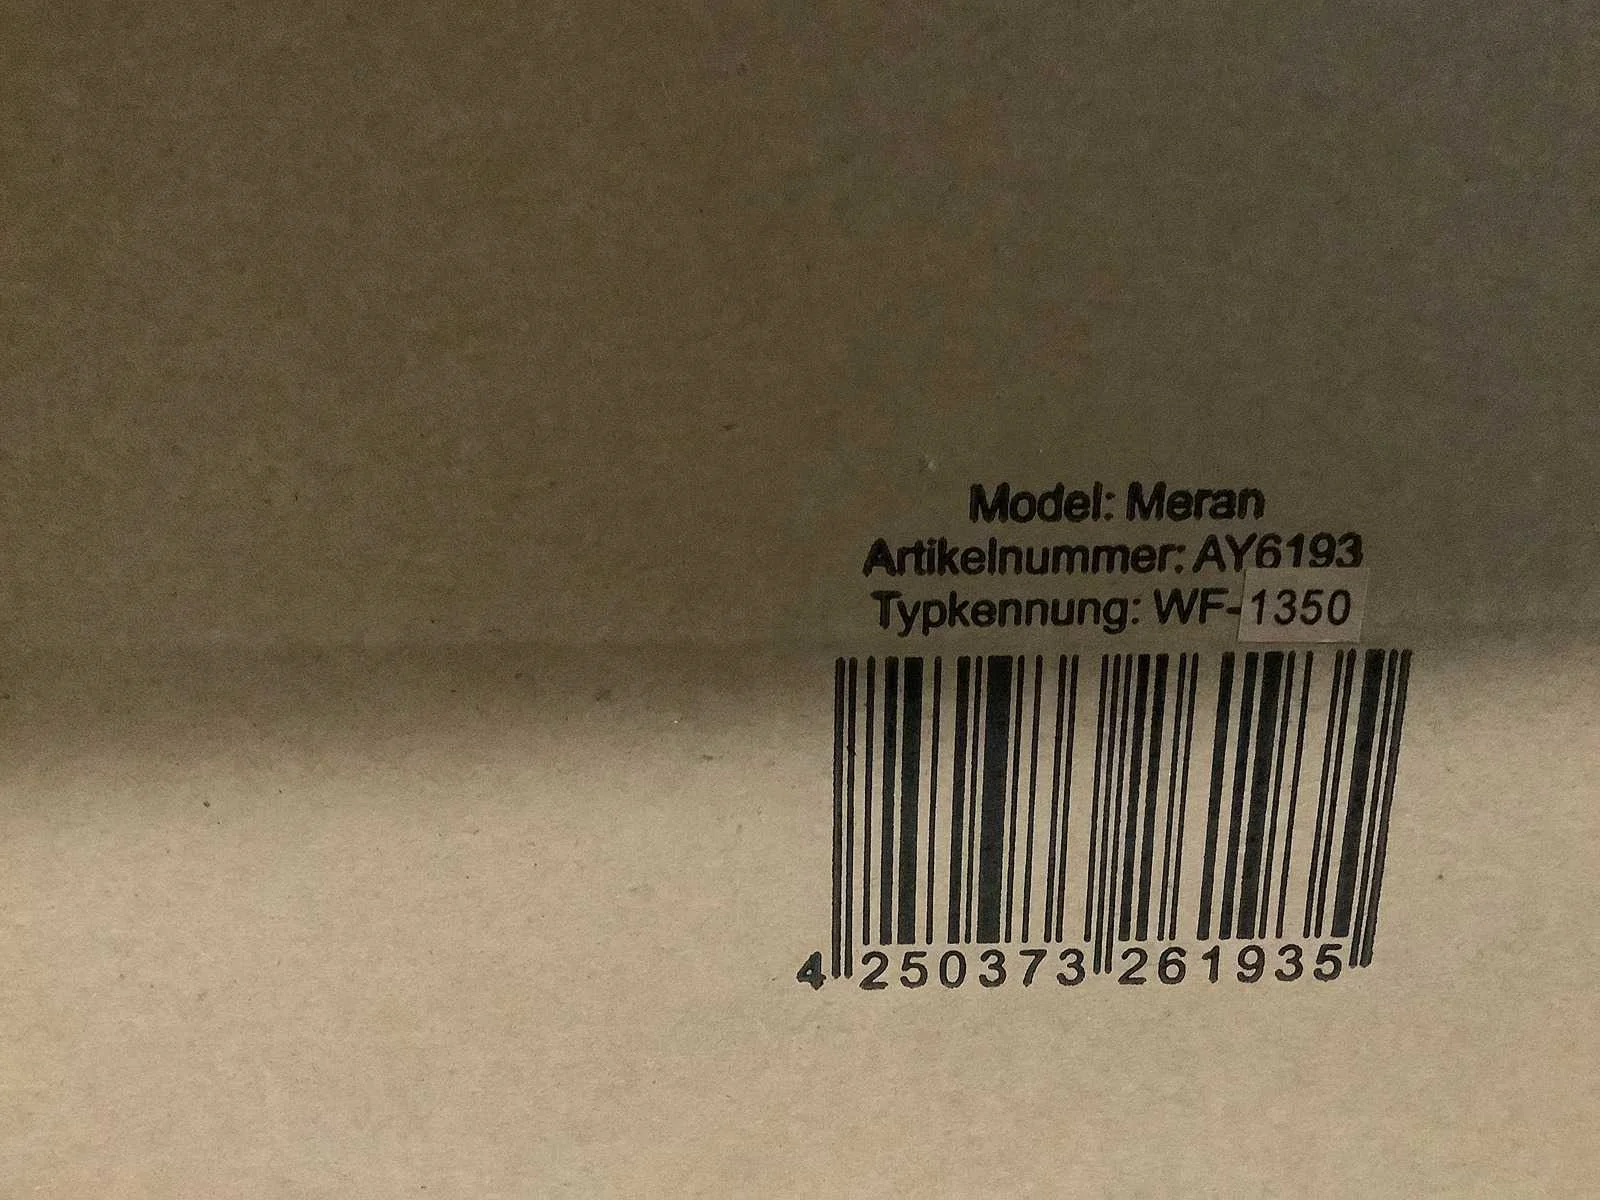 Model: Meran
Artikelnummer: AY6193
Typkennung: WF-1350
4 250373 261935